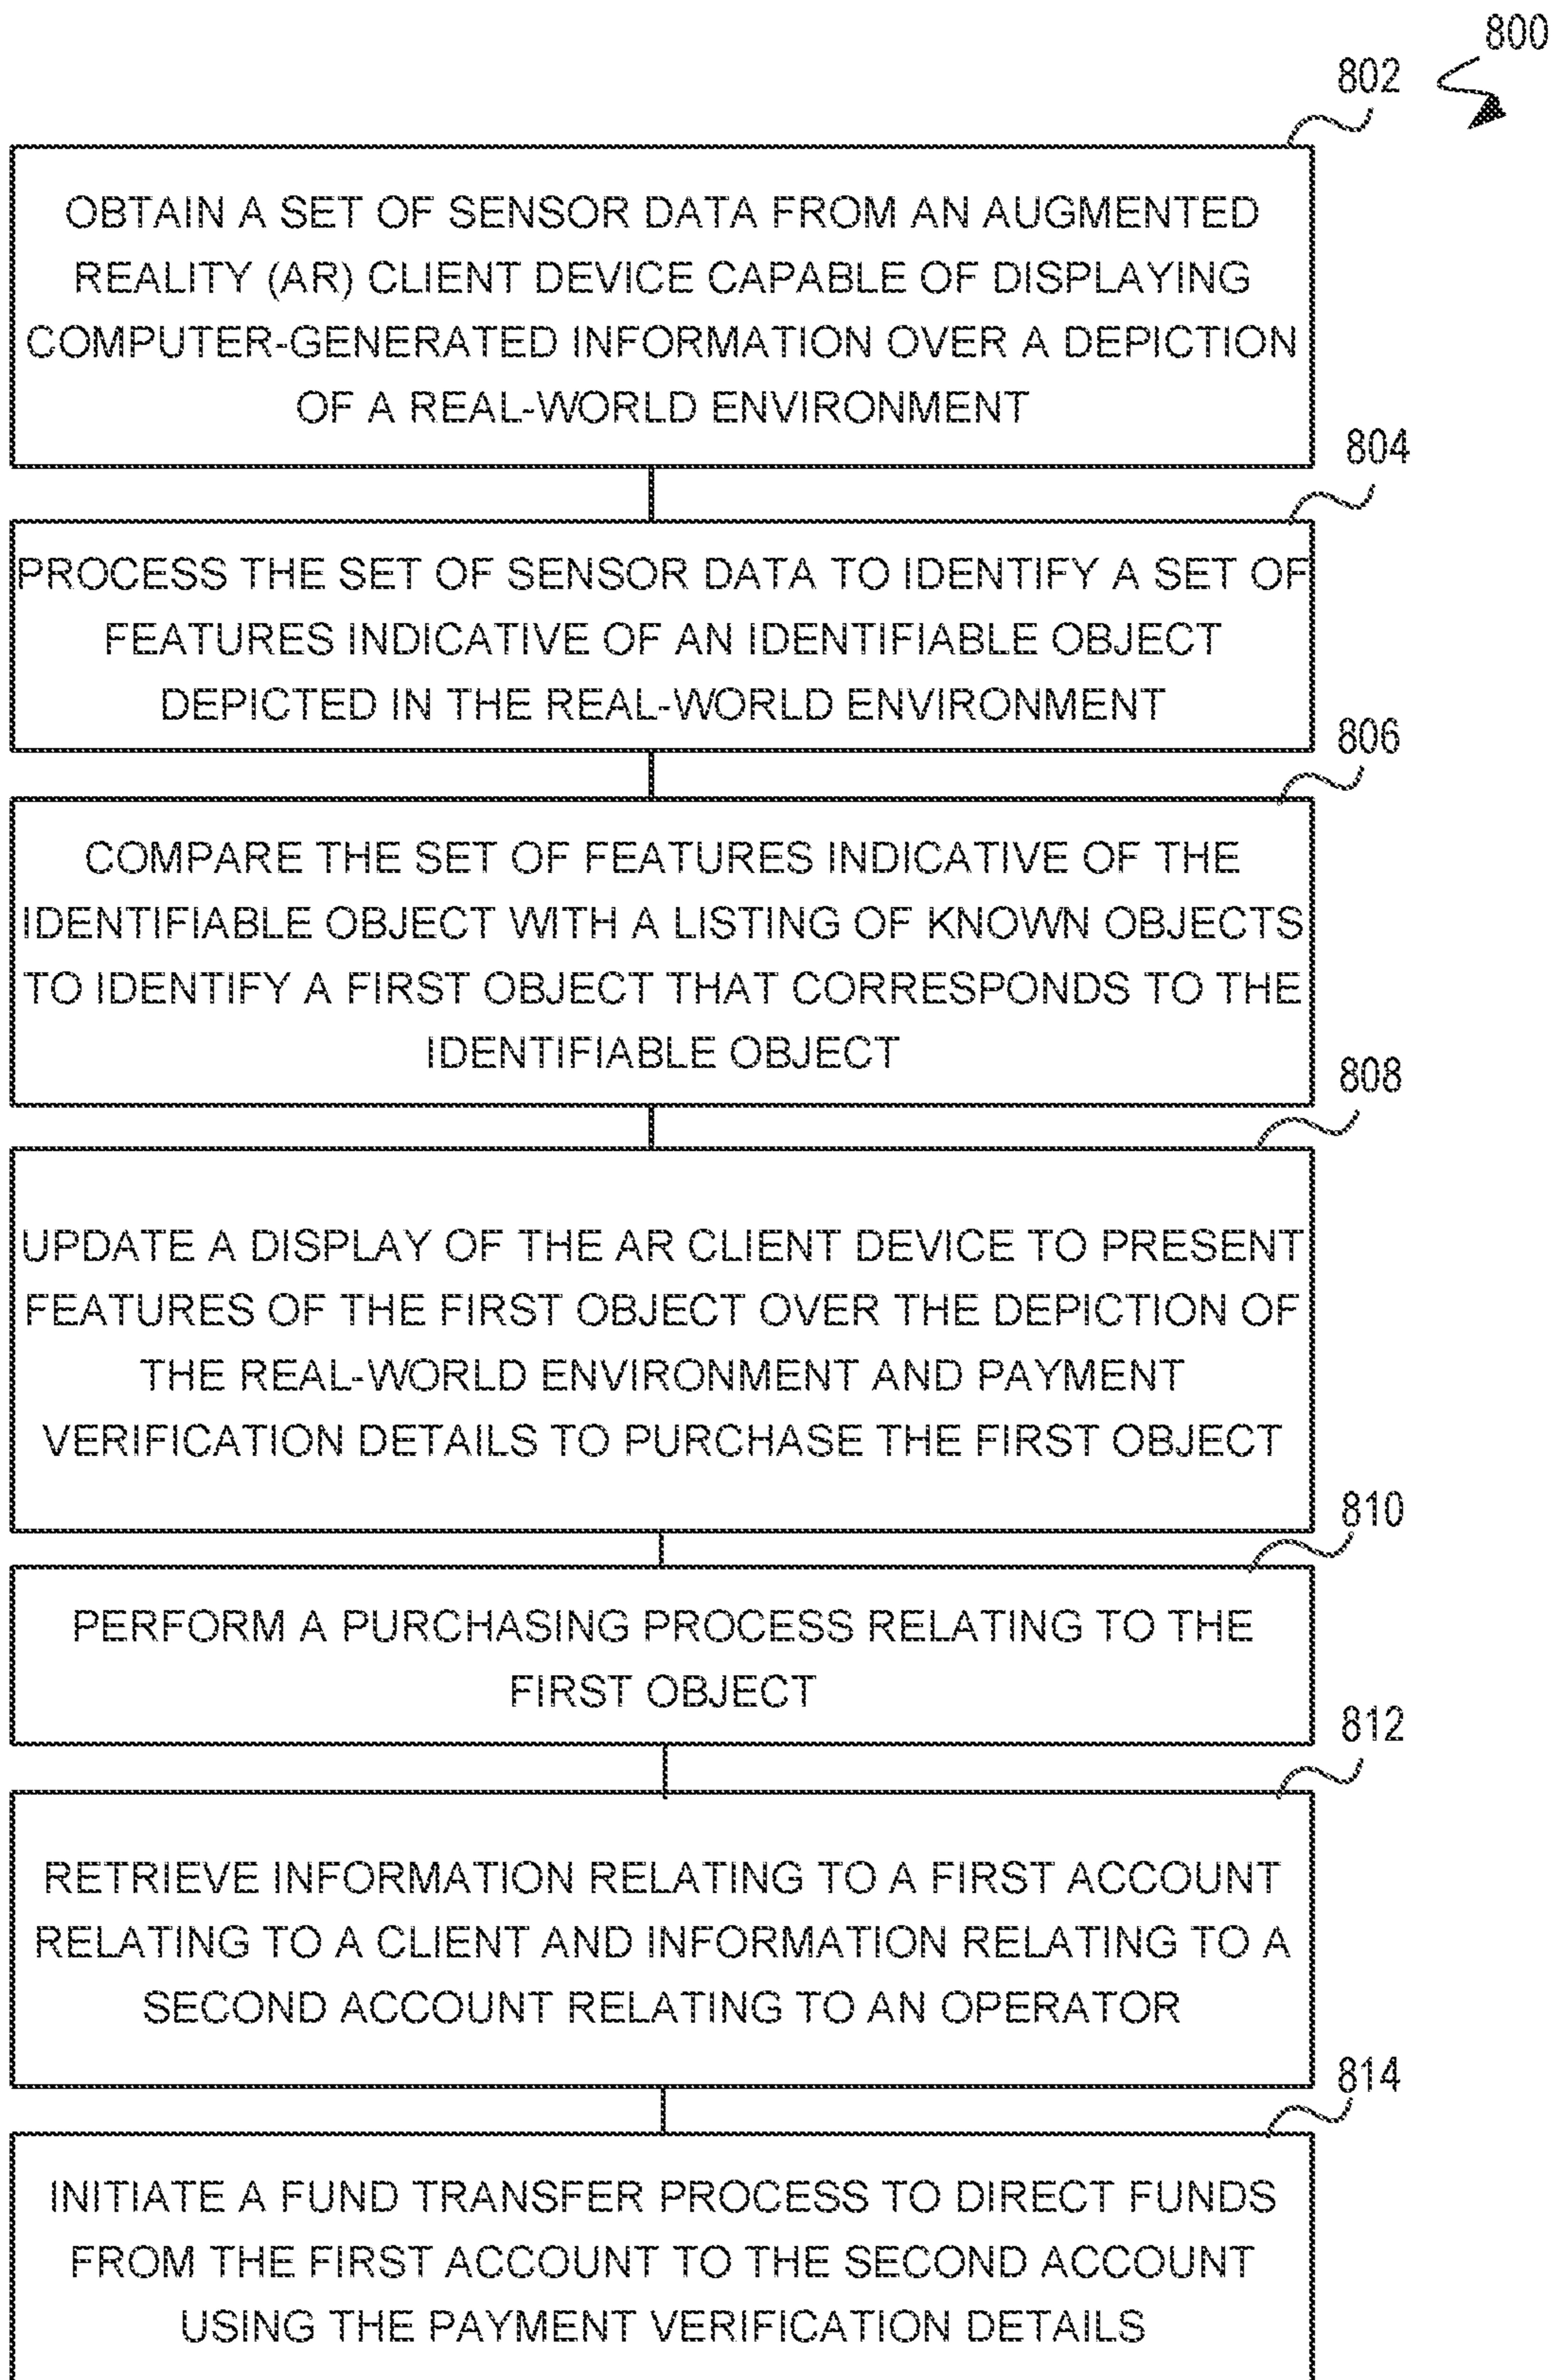 800
802
OBTAIN A SET OF SENSOR DATA FROM AN AUGMENTED
REALITY (AR) CLIENT DEVICE CAPABLE OF DISPLAYING
COMPUTER-GENERATED INFORMATION OVER A DEPICTION
OF A REAL-WORLD ENVIRONMENT
804
PROCESS THE SET OF SENSOR DATA TO IDENTIFY A SET OF
FEATURES INDICATIVE OF AN IDENTIFIABLE OBJECT
DEPICTED IN THE REAL-WORLD ENVIRONMENT
806
COMPARE THE SET OF FEATURES INDICATIVE OF THE
IDENTIFIABLE OBJECT WITH A LISTING OF KNOWN OBJECTS
TO IDENTIFY A FIRST OBJECT THAT CORRESPONDS TO THE
IDENTIFIABLE OBJECT
808
UPDATE A DISPLAY OF THE AR CLIENT DEVICE TO PRESENT
FEATURES OF THE FIRST OBJECT OVER THE DEPICTION OF
THE REAL-WORLD ENVIRONMENT AND PAYMENT
VERIFICATION DETAILS TO PURCHASE THE FIRST OBJECT
810
PERFORM A PURCHASING PROCESS RELATING TO THE
FIRST OBJECT
812
RETRIEVE INFORMATION RELATING TO A FIRST ACCOUNT
RELATING TO A CLIENT AND INFORMATION RELATING TO A
SECOND ACCOUNT RELATING TO AN OPERATOR
814
INITIATE A FUND TRANSFER PROCESS TO DIRECT FUNDS
FROM THE FIRST ACCOUNT TO THE SECOND ACCOUNT
USING THE PAYMENT VERIFICATION DETAILS